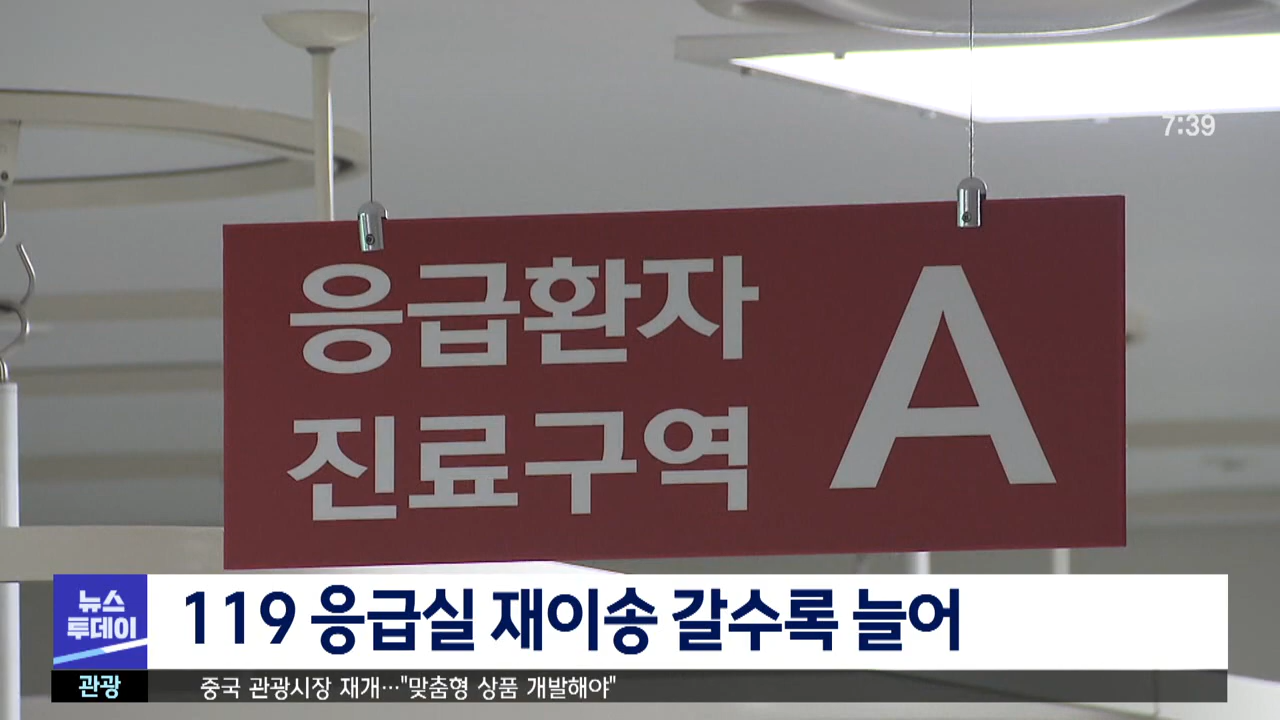 7:39
응급환자
진료구역
A
뉴스
투데이
119 응급실 재이송 갈수록 늘어
관광
중국 관광시장 재개…"맞춤형 상품 개발해야"